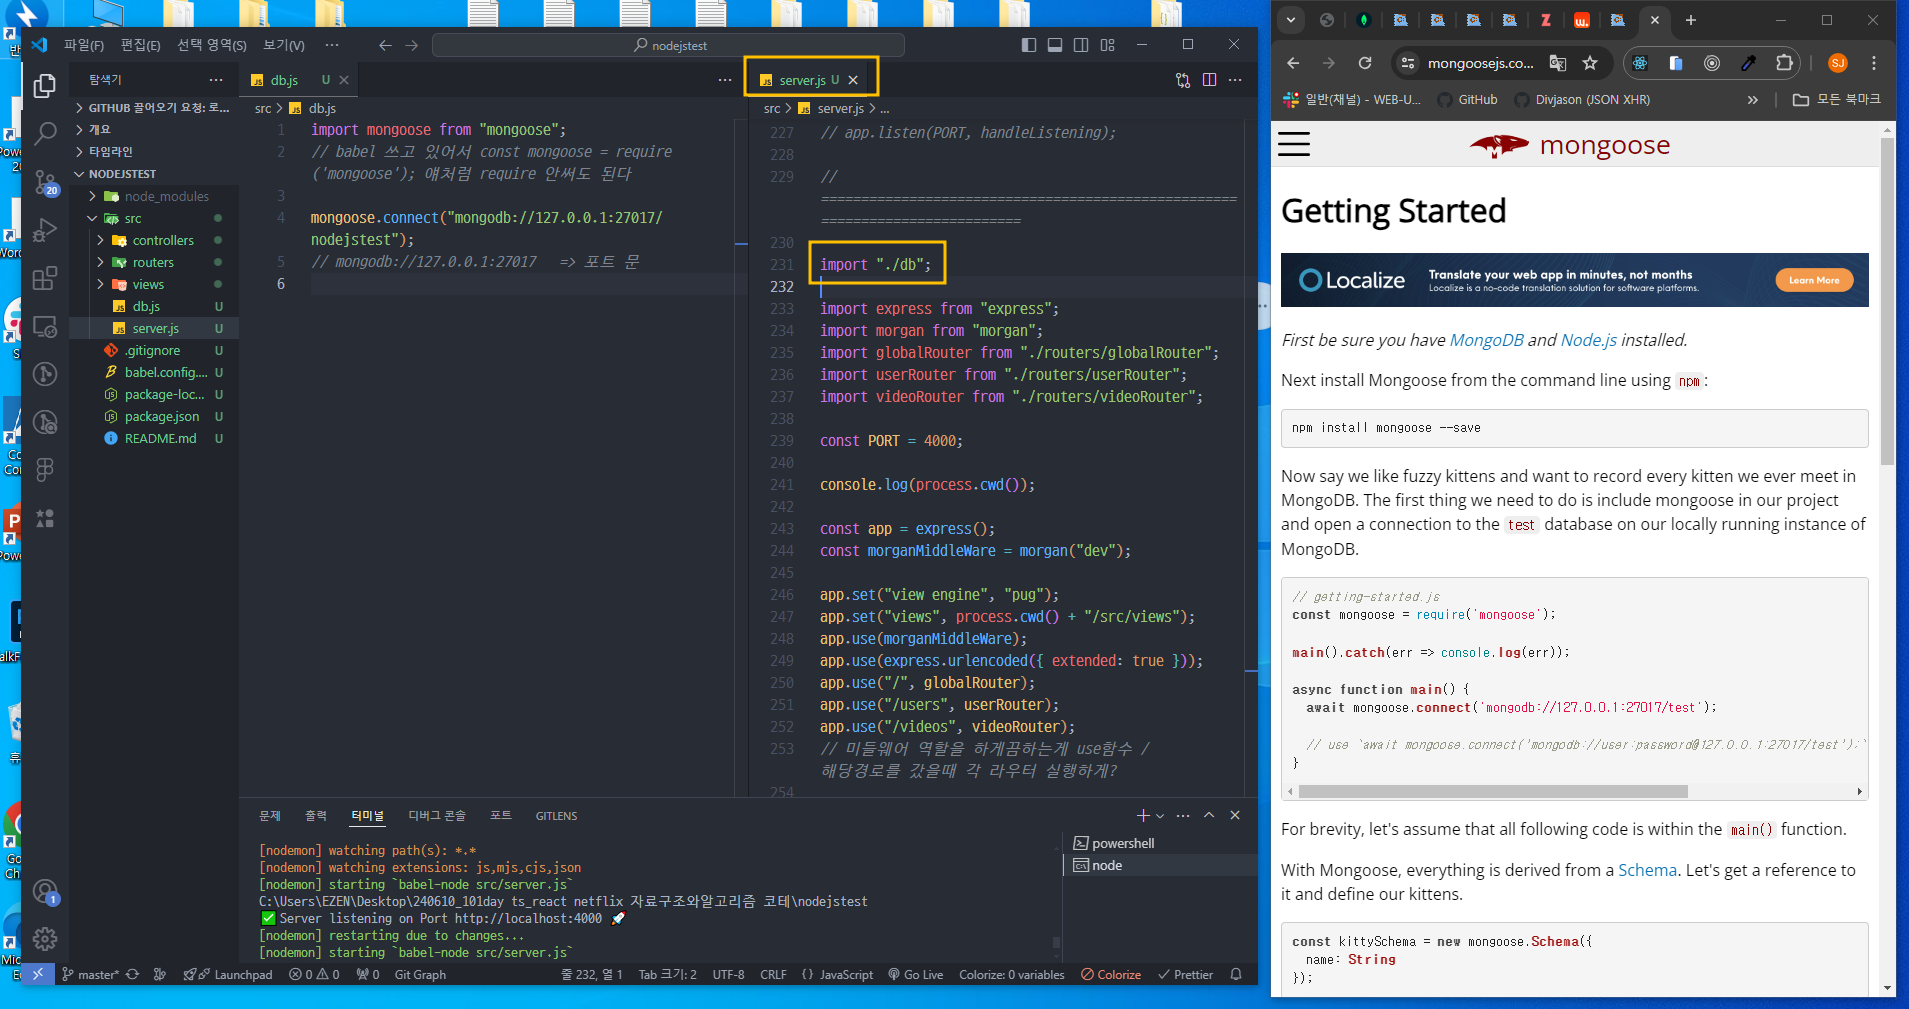 파일(F) 편집(E) 선택 영역(S) 보기(V) ··· nodejstest
탐색기
GITHUB 끌어오기 요청: 로...
개요
타임라인
NODEJSTEST
node_modules
src
controllers
routers
views
db.js U
server.js U
.gitignore U
babel.config.... U
package-loc... U
package.json U
README.md U
20
1
db.js U
src > db.js
1 import mongoose from "mongoose";
2 // babel 쓰고 있어서 const mongoose = require
('mongoose'); 얘처럼 require 안써도 된다
3
4 mongoose.connect("mongodb://127.0.0.1:27017/
nodejstest");
5 // mongodb://127.0.0.1:27017 => 포트 문
6
server.js U
src > server.js > ...
227 // app.listen(PORT, handleListening);
228
229 //
====================================================
=========================
230
231 import "./db";
232
233 import express from "express";
234 import morgan from "morgan";
235 import globalRouter from "./routers/globalRouter";
236 import userRouter from "./routers/userRouter";
237 import videoRouter from "./routers/videoRouter";
238
239 const PORT = 4000;
240
241 console.log(process.cwd());
242
243 const app = express();
244 const morganMiddleWare = morgan("dev");
245
246 app.set("view engine", "pug");
247 app.set("views", process.cwd() + "/src/views");
248 app.use(morganMiddleWare);
249 app.use(express.urlencoded({ extended: true }));
250 app.use("/", globalRouter);
251 app.use("/users", userRouter);
252 app.use("/videos", videoRouter);
253 // 미들웨어 역할을 하게끔하는게 use함수 /
해당경로를 갔을때 각 라우터 실행하게?
254
문제 출력 터미널 디버그 콘솔 포트 GITLENS
[nodemon] watching path(s): *.*
[nodemon] watching extensions: js,mjs,cjs,json
[nodemon] starting `babel-node src/server.js`
C:\Users\EZEN\Desktop\240610_101day ts_react netflix 자료구조와알고리즘 코테\nodejstest
✅Server listening on Port http://localhost:4000 🚀
[nodemon] restarting due to changes...
[nodemon] starting `babel-node src/server.js`
powershell
node
master* Launchpad 0 0 0 Git Graph 줄 232, 열 1 Tab 크기: 2 UTF-8 CRLF {} JavaScript Go Live Colorize: 0 variables Colorize Prettier
mongoosejs.co... SJ
일반(채널) - WEB-U... GitHub Divjason (JSON XHR) » 모든 북마크
mongoose
Getting Started
Localize Translate your web app in minutes, not months
Localize is a no-code translation solution for software platforms.
Learn More
First be sure you have MongoDB and Node.js installed.
Next install Mongoose from the command line using npm:
npm install mongoose --save
Now say we like fuzzy kittens and want to record every kitten we ever meet in
MongoDB. The first thing we need to do is include mongoose in our project
and open a connection to the test database on our locally running instance of
MongoDB.
// getting-started.js
const mongoose = require('mongoose');
main().catch(err => console.log(err));
async function main() {
await mongoose.connect('mongodb://127.0.0.1:27017/test');
// use `await mongoose.connect('mongodb://user:password@127.0.0.1:27017/test');`
}
For brevity, let's assume that all following code is within the main() function.
With Mongoose, everything is derived from a Schema. Let's get a reference to
it and define our kittens.
const kittySchema = new mongoose.Schema({
name: String
});